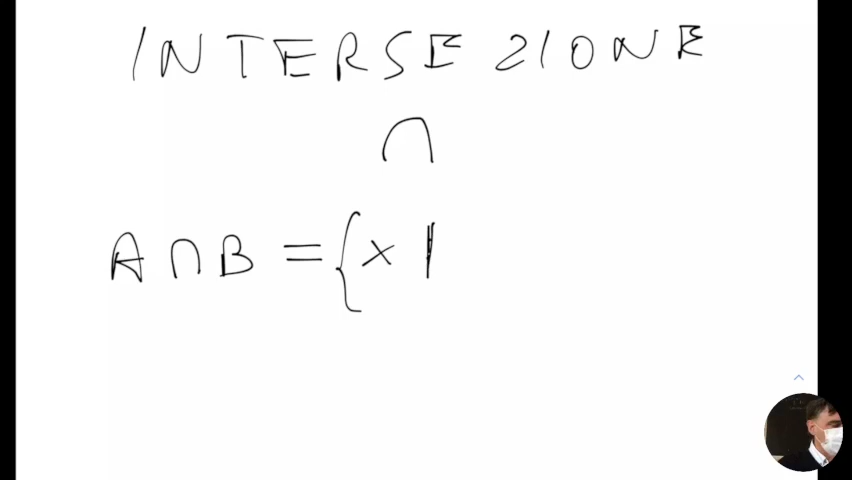 INTERSEZIONE
∩
A∩B = {x |